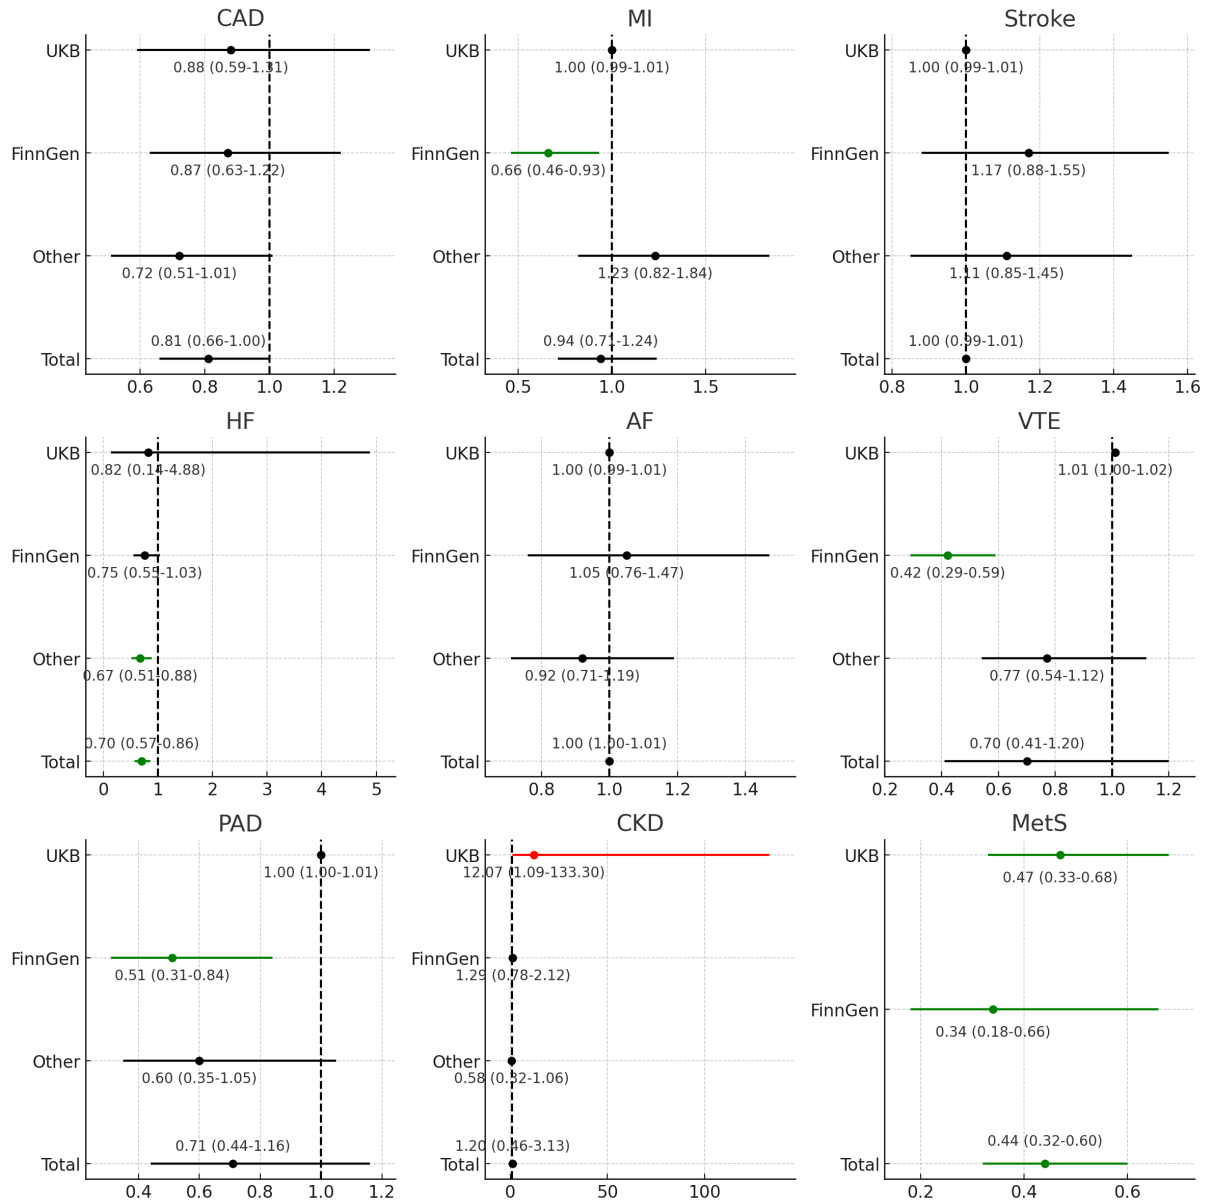 CAD
UKB
0.88 (0.59-1.31)
FinnGen
0.87 (0.63-1.22)
Other
0.72 (0.51-1.01)
0.81 (0.66-1.00)
Total
0.6 0.8 1.0 1.2
MI
UKB
1.00 (0.99-1.01)
FinnGen
0.66 (0.46-0.93)
Other
1.23 (0.82-1.84)
0.94 (0.71-1.24)
Total
0.5 1.0 1.5
Stroke
UKB
1.00 (0.99-1.01)
FinnGen
1.17 (0.88-1.55)
Other
1.11 (0.85-1.45)
1.00 (0.99-1.01)
Total
0.8 1.0 1.2 1.4 1.6
HF
UKB
0.82 (0.14-4.88)
FinnGen
0.75 (0.55-1.03)
Other
0.67 (0.51-0.88)
0.70 (0.57-0.86)
Total
0 1 2 3 4 5
AF
UKB
1.00 (0.99-1.01)
FinnGen
1.05 (0.76-1.47)
Other
0.92 (0.71-1.19)
1.00 (1.00-1.01)
Total
0.8 1.0 1.2 1.4
VTE
UKB
1.01 (1.00-1.02)
FinnGen
0.42 (0.29-0.59)
Other
0.77 (0.54-1.12)
0.70 (0.41-1.20)
Total
0.2 0.4 0.6 0.8 1.0 1.2
PAD
UKB
1.00 (1.00-1.01)
FinnGen
0.51 (0.31-0.84)
Other
0.60 (0.35-1.05)
0.71 (0.44-1.16)
Total
0.4 0.6 0.8 1.0 1.2
CKD
UKB
12.07 (1.09-133.30)
FinnGen
1.29 (0.78-2.12)
Other
0.58 (0.32-1.06)
1.20 (0.46-3.13)
Total
0 50 100
MetS
UKB
0.47 (0.33-0.68)
FinnGen
0.34 (0.18-0.66)
0.44 (0.32-0.60)
Total
0.2 0.4 0.6